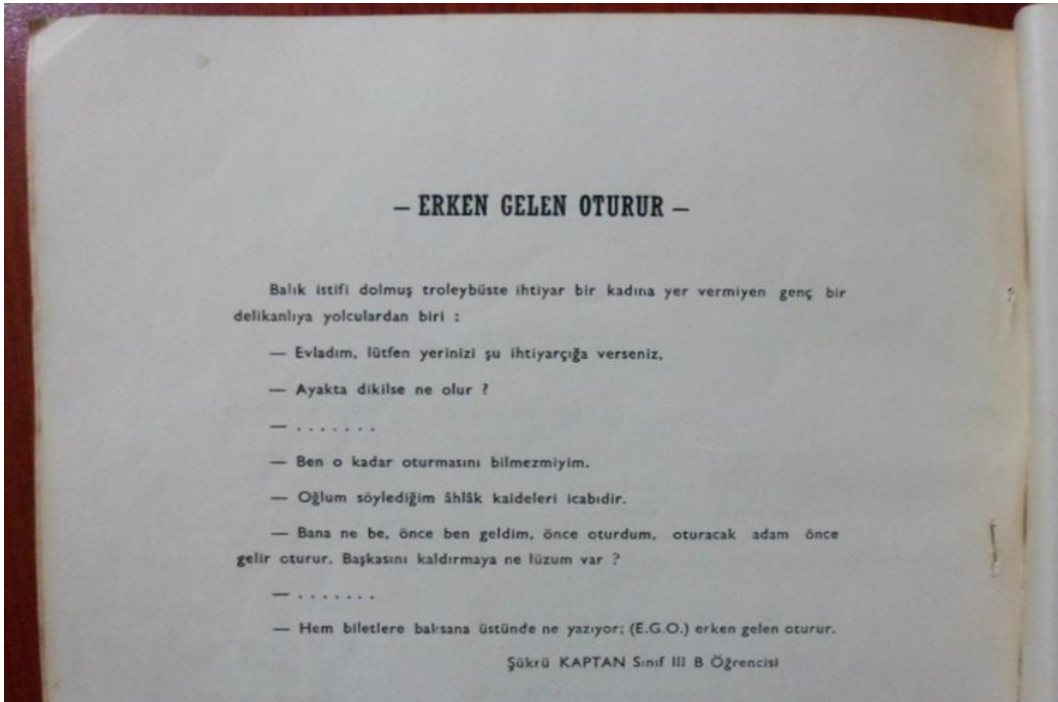 — ERKEN GELEN OTURUR —
Balık istifi dolmuş troleybüste ihtiyar bir kadına yer vermiyen genç bir
delikanlıya yolculardan biri :
— Evladım, lütfen yerinizi şu ihtiyarçığa verseniz,
— Ayakta dikilse ne olur ?
— . . . . . . .
— Ben o kadar oturmasını bilmezmiyim.
— Oğlum söylediğim âhlâk kaideleri icabıdir.
— Bana ne be, önce ben geldim, önce oturdum, oturacak adam önce
gelir oturur. Başkasını kaldırmaya ne lüzum var ?
— . . . . . . .
— Hem biletlere baksana üstünde ne yazıyor; (E.G.O.) erken gelen oturur.
Şükrü KAPTAN Sınıf III B Öğrencisi